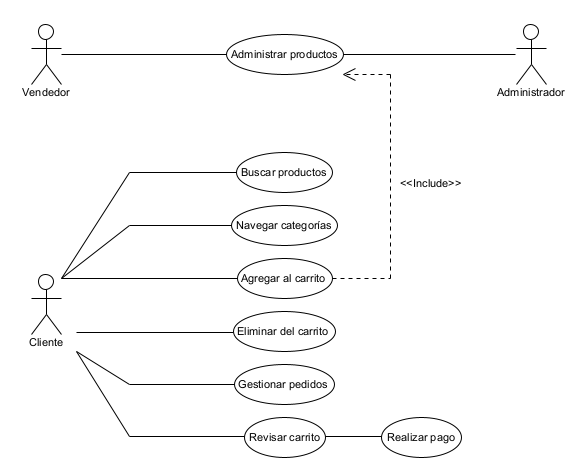 Administrar productos
Vendedor
Administrador
Buscar productos
<<Include>>
Navegar categorías
Agregar al carrito
Eliminar del carrito
Cliente
Gestionar pedidos
Revisar carrito
Realizar pago